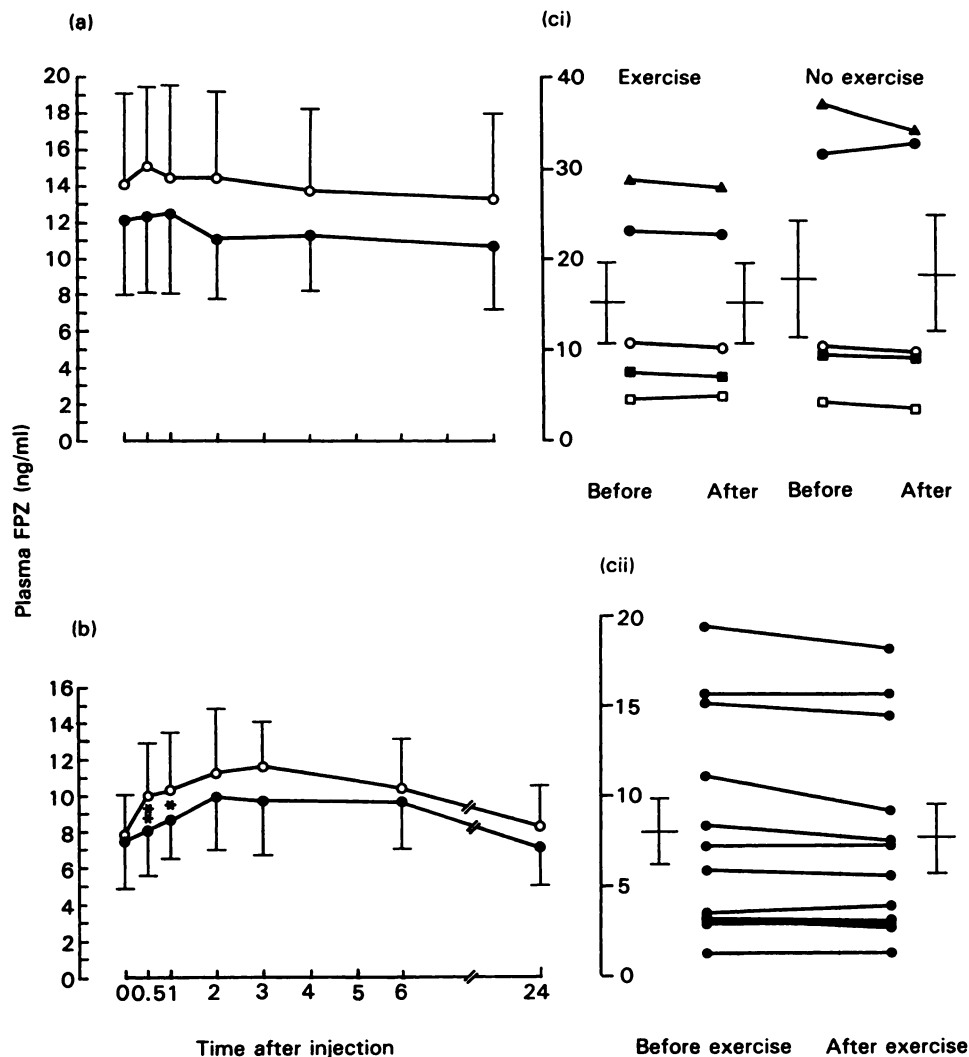 (a)
Plasma FPZ (ng/ml)
20
18
16
14
12
10
8
6
4
2
0
(ci)
Exercise
No exercise
40
30
20
10
0
Before After Before After
(b)
16
14
12
10
8
6
4
2
0
0 0.5 1 2 3 4 5 6 24
Time after injection
* *
*
(cii)
20
15
10
5
0
Before exercise After exercise